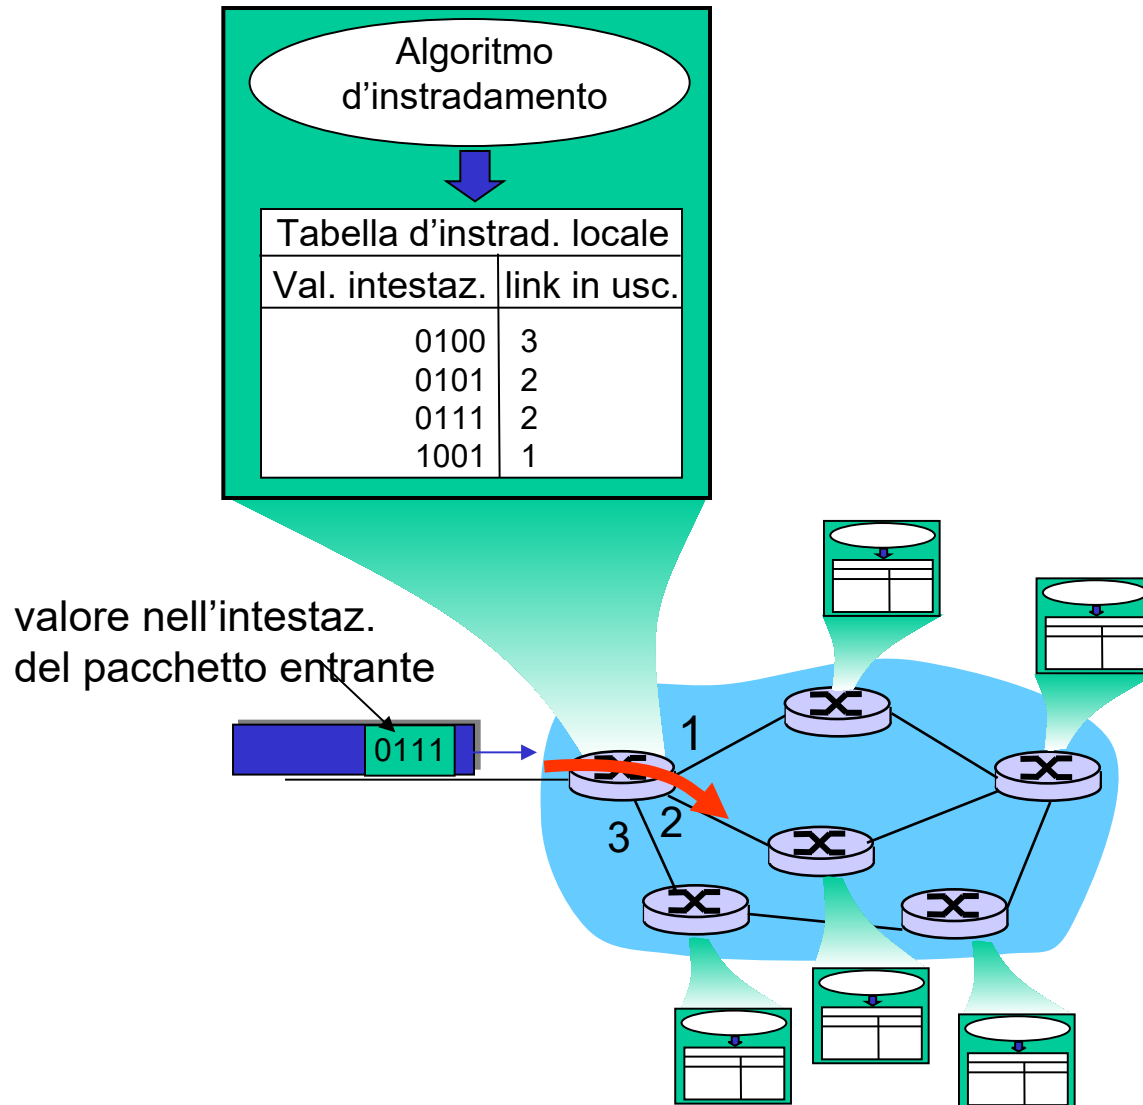 Algoritmo
d'instradamento
Tabella d'instrad. locale
Val. intestaz. link in usc.
0100 3
0101 2
0111 2
1001 1
valore nell'intestaz.
del pacchetto entrante
0111
1
2
3